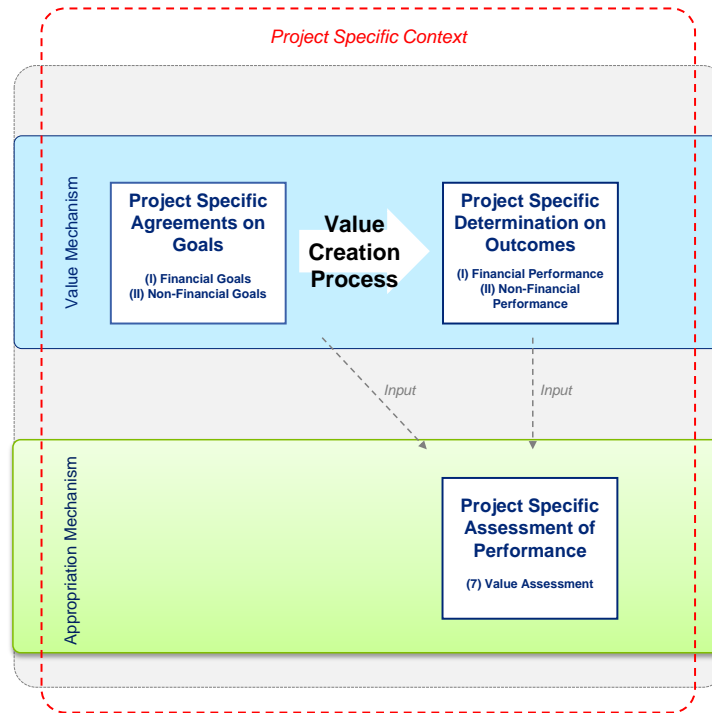 Project Specific Context
Value Mechanism
Project Specific
Agreements on
Goals
(I) Financial Goals
(II) Non-Financial Goals
Value
Creation
Process
Project Specific
Determination on
Outcomes
(I) Financial Performance
(II) Non-Financial
Performance
Input
Input
Appropriation Mechanism
Project Specific
Assessment of
Performance
(7) Value Assessment